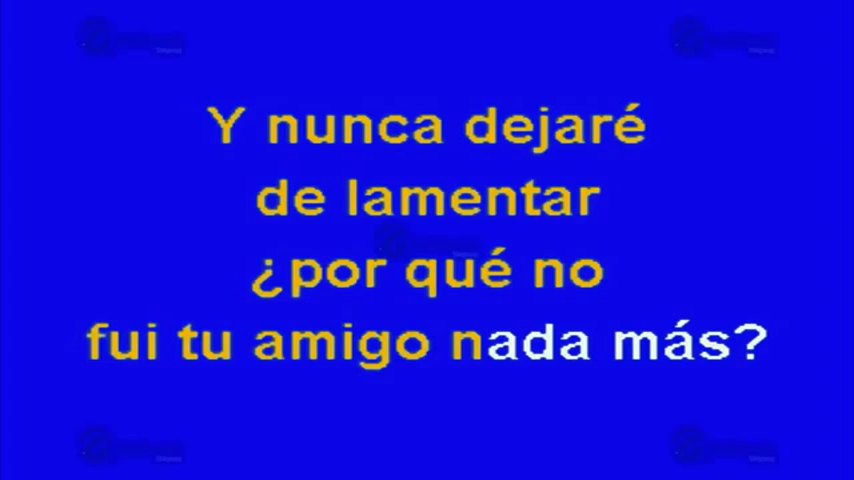 Y nunca dejaré
de lamentar
¿por qué no
fui tu amigo nada más?